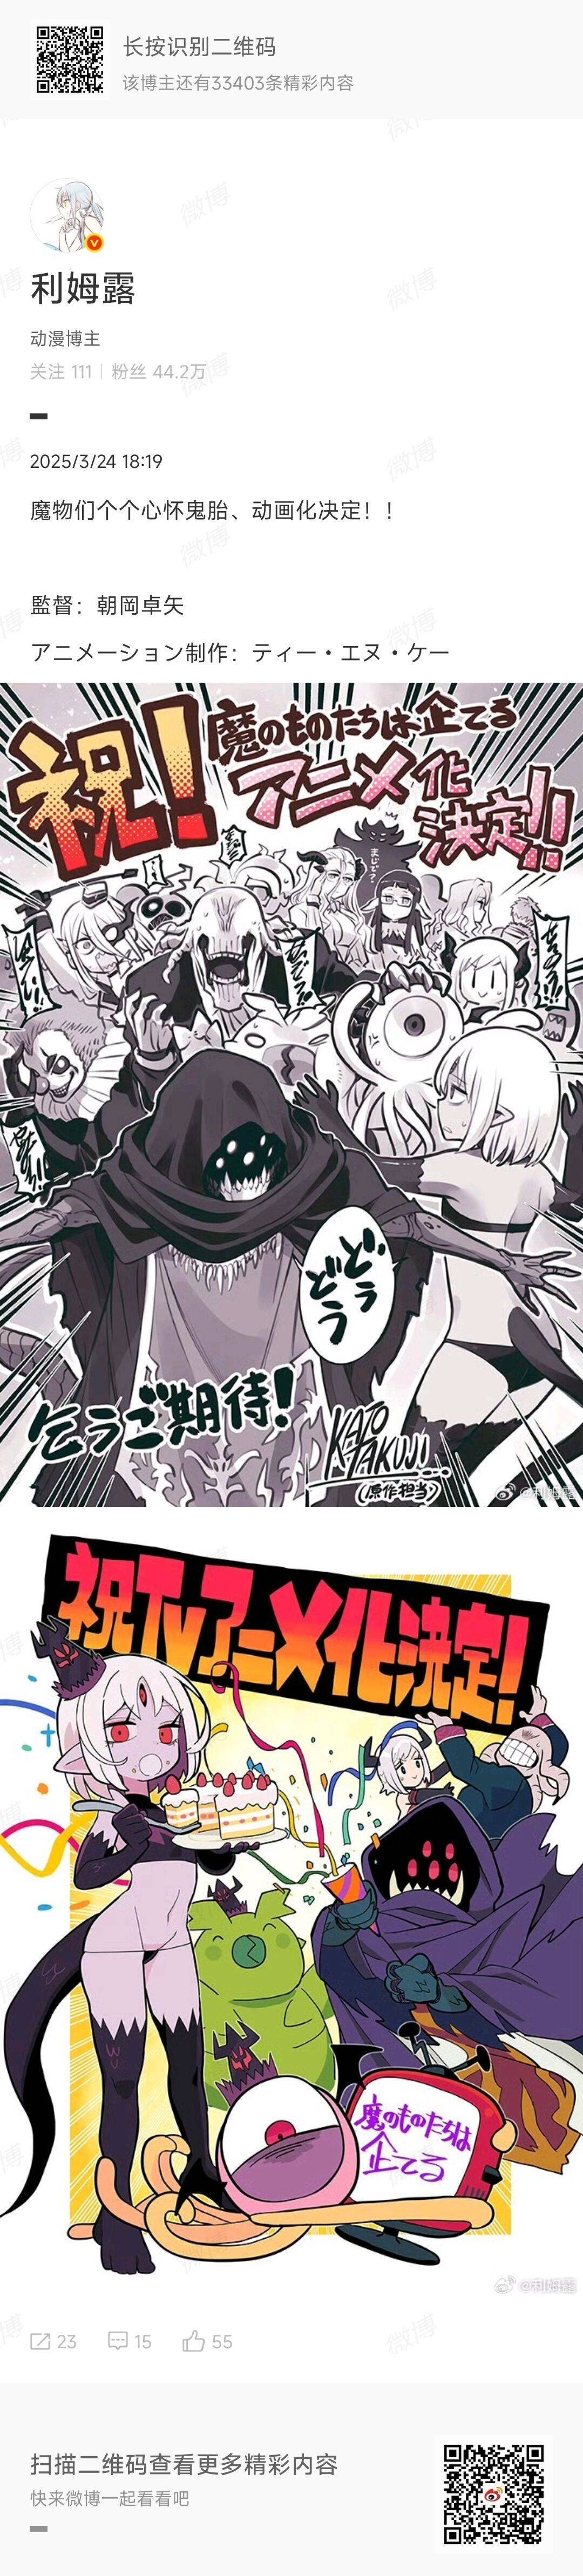 长按识别二维码
该博主还有33403条精彩内容
利姆露
动漫博主
关注 111 | 粉丝 44.2万
2025/3/24 18:19
魔物们个个心怀鬼胎、动画化决定！！
監督：朝岡卓矢
アニメーション制作：ティー・エヌ・ケー
祝！
魔のものたちは企てる
アニメ化
決定!!
まじで？
どう
どう
乞うご期待！
KATO
TAKUJI...
(原作担当)
@利姆露
祝TVアニメ化決定！
魔のものたちは
企てる
@利姆露
23 15 55
扫描二维码查看更多精彩内容
快来微博一起看看吧
微博